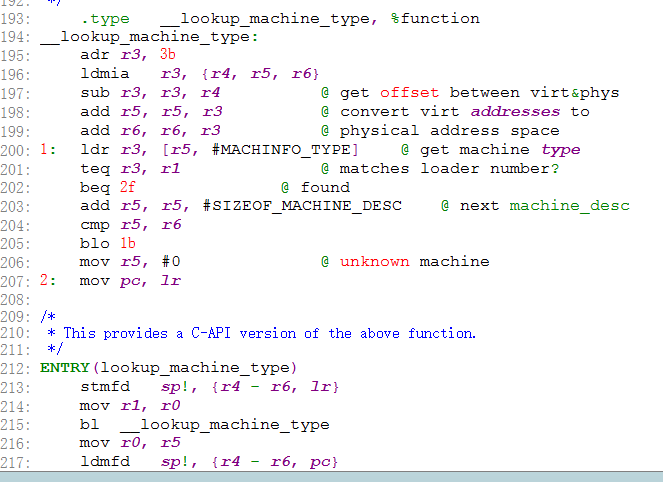 192:  */
193:     .type   __lookup_machine_type, %function
194: __lookup_machine_type:
195:     adr r3, 3b
196:     ldmia   r3, {r4, r5, r6}
197:     sub r3, r3, r4          @ get offset between virt&phys
198:     add r5, r5, r3          @ convert virt addresses to
199:     add r6, r6, r3          @ physical address space
200: 1:  ldr r3, [r5, #MACHINFO_TYPE]    @ get machine type
201:     teq r3, r1          @ matches loader number?
202:     beq 2f              @ found
203:     add r5, r5, #SIZEOF_MACHINE_DESC    @ next machine_desc
204:     cmp r5, r6
205:     blo 1b
206:     mov r5, #0              @ unknown machine
207: 2:  mov pc, lr
208:
209: /*
210:  * This provides a C-API version of the above function.
211:  */
212: ENTRY(lookup_machine_type)
213:     stmfd   sp!, {r4 - r6, lr}
214:     mov r1, r0
215:     bl  __lookup_machine_type
216:     mov r0, r5
217:     ldmfd   sp!, {r4 - r6, pc}